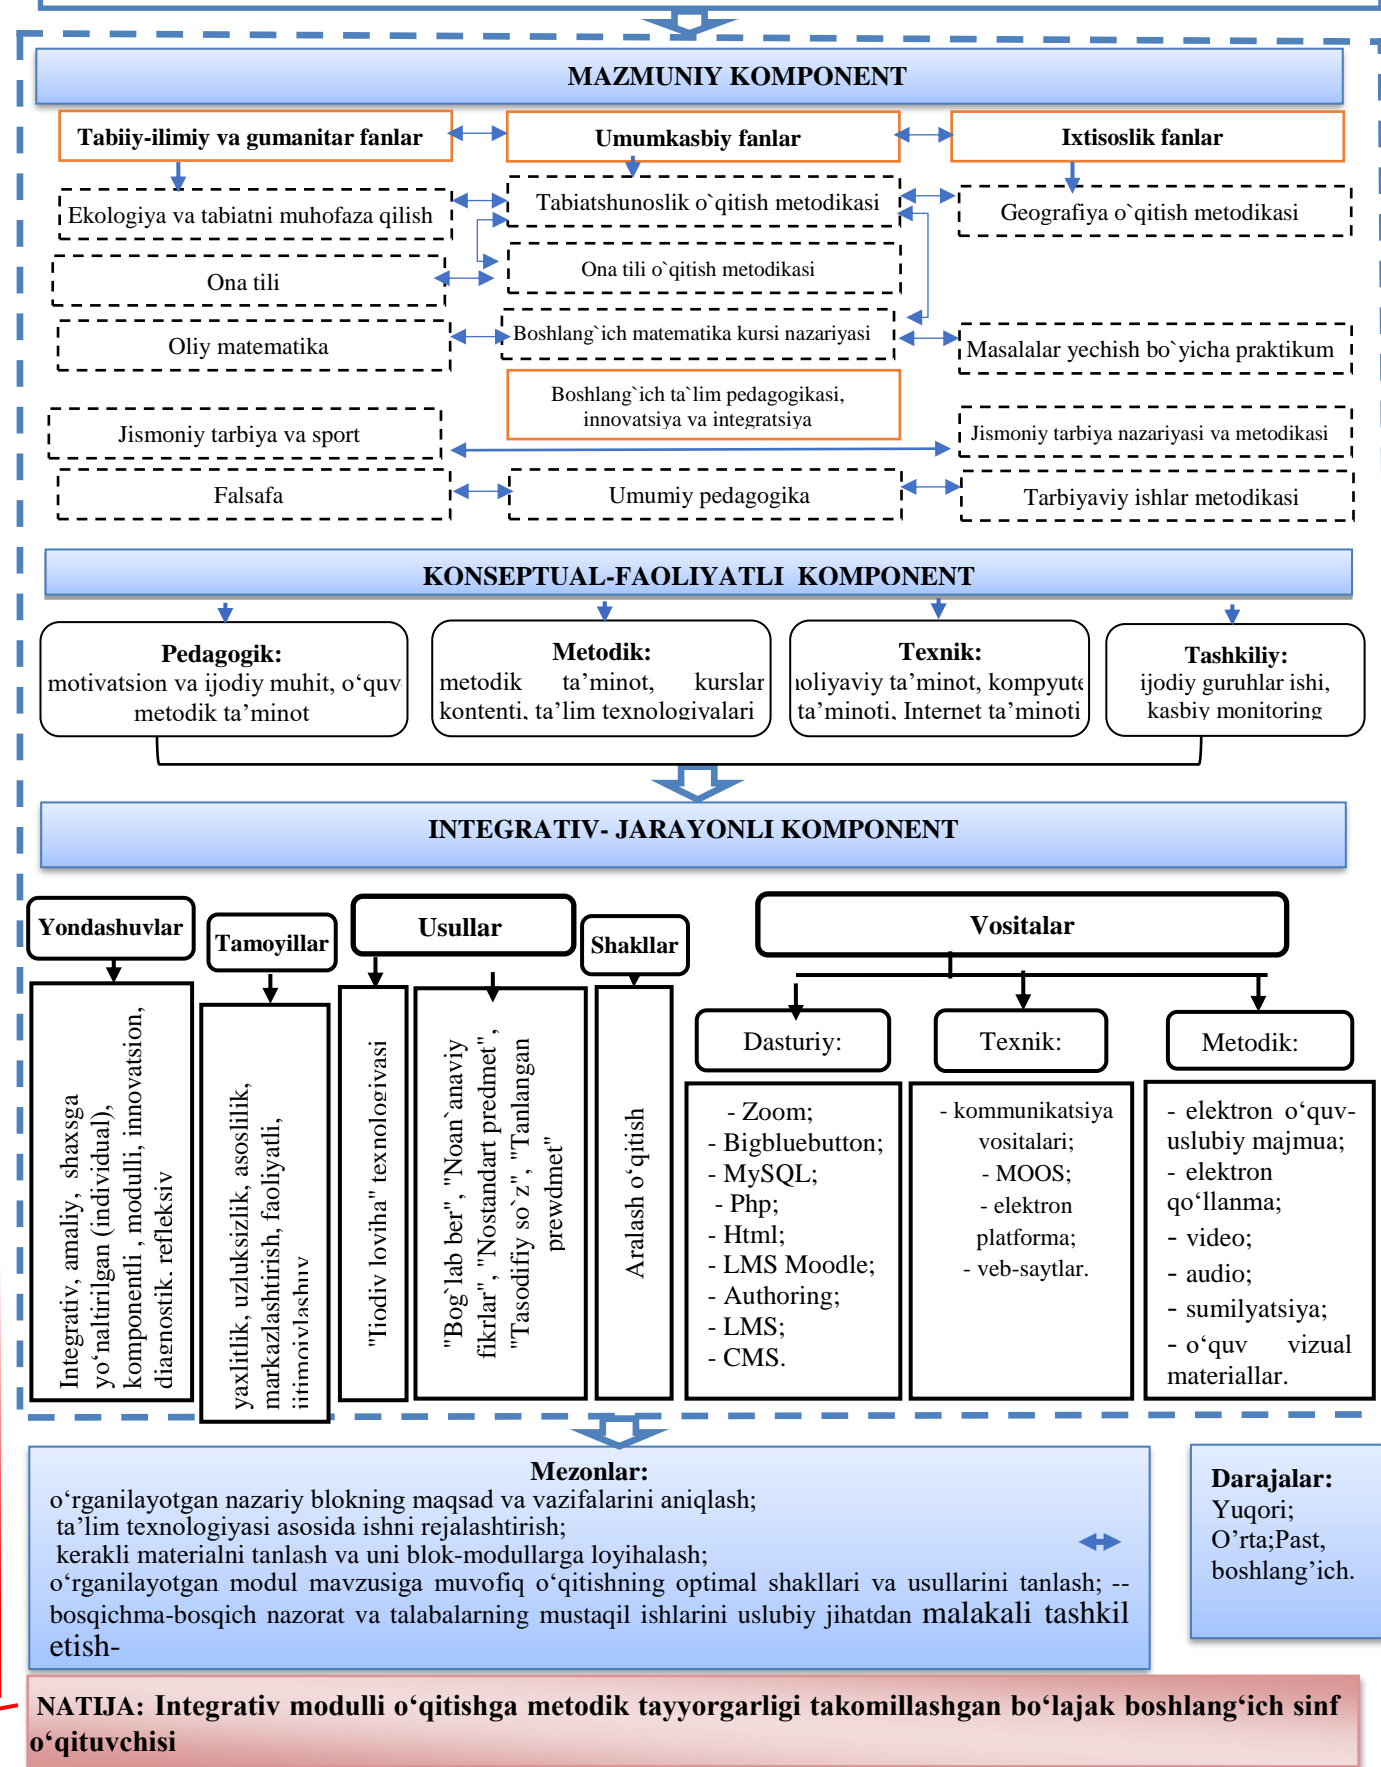 MAZMUNIY KOMPONENT
Tabiiy-ilimiy va gumanitar fanlar
Umumkasbiy fanlar
Ixtisoslik fanlar
Ekologiya va tabiatni muhofaza qilish
Tabiatshunoslik o`qitish metodikasi
Geografiya o`qitish metodikasi
Ona tili
Ona tili o`qitish metodikasi
Oliy matematika
Boshlang`ich matematika kursi nazariyasi
Masalalar yechish bo`yicha praktikum
Boshlang`ich ta`lim pedagogikasi,
innovatsiya va integratsiya
Jismoniy tarbiya va sport
Jismoniy tarbiya nazariyasi va metodikasi
Falsafa
Umumiy pedagogika
Tarbiyaviy ishlar metodikasi
KONSEPTUAL-FAOLIYATLI KOMPONENT
Pedagogik:
motivatsion va ijodiy muhit, o’quv
metodik ta’minot
Metodik:
metodik ta’minot, kurslar
kontenti, ta’lim texnologiyalari
Texnik:
ta’minot, kompyute
ta’minoti, Internet ta’minoti
Tashkiliy:
ijodiy guruhlar ishi,
kasbiy monitoring
INTEGRATIV- JARAYONLI KOMPONENT
Yondashuvlar
Tamoyillar
Usullar
Shakllar
Vositalar
Integrativ, amaliy, shaxsga
yo‘naltirilgan (individual),
komponentli , modulli, innovatsion,
diagnostik, refleksiv
yaxlitlik, uzluksizlik, asoslilik,
markazlashtirish, faoliyatli,
ijtimoiylashuv
"Ijodiy loyiha" texnologiyasi
"Bog`lab ber", "Noan`anaviy
fikrlar", "Nostandart predmet",
"Tasodifiy so`z", "Tanlangan
prewdmet"
Aralash o‘qitish
Dasturiy:
- Zoom;
- Bigbluebutton;
- MySQL;
- Php;
- Html;
- LMS Moodle;
- Authoring;
- LMS;
- CMS.
Texnik:
- kommunikatsiya
vositalari;
- MOOS;
- elektron
platforma;
- veb-saytlar.
Metodik:
- elektron o‘quv-
uslubiy majmua;
- elektron
qo‘llanma;
- video;
- audio;
- sumilyatsiya;
- o‘quv vizual
materiallar.
Mezonlar:
o‘rganilayotgan nazariy blokning maqsad va vazifalarini aniqlash;
ta’lim texnologiyasi asosida ishni rejalashtirish;
kerakli materialni tanlash va uni blok-modullarga loyihalash;
o‘rganilayotgan modul mavzusiga muvofiq o‘qitishning optimal shakllari va usullarini tanlash; --
bosqichma-bosqich nazorat va talabalarning mustaqil ishlarini uslubiy jihatdan malakali tashkil
etish-
Darajalar:
Yuqori;
O’rta;Past,
boshlang’ich.
NATIJA: Integrativ modulli o‘qitishga metodik tayyorgarligi takomillashgan bo‘lajak boshlang‘ich sinf
o‘qituvchisi